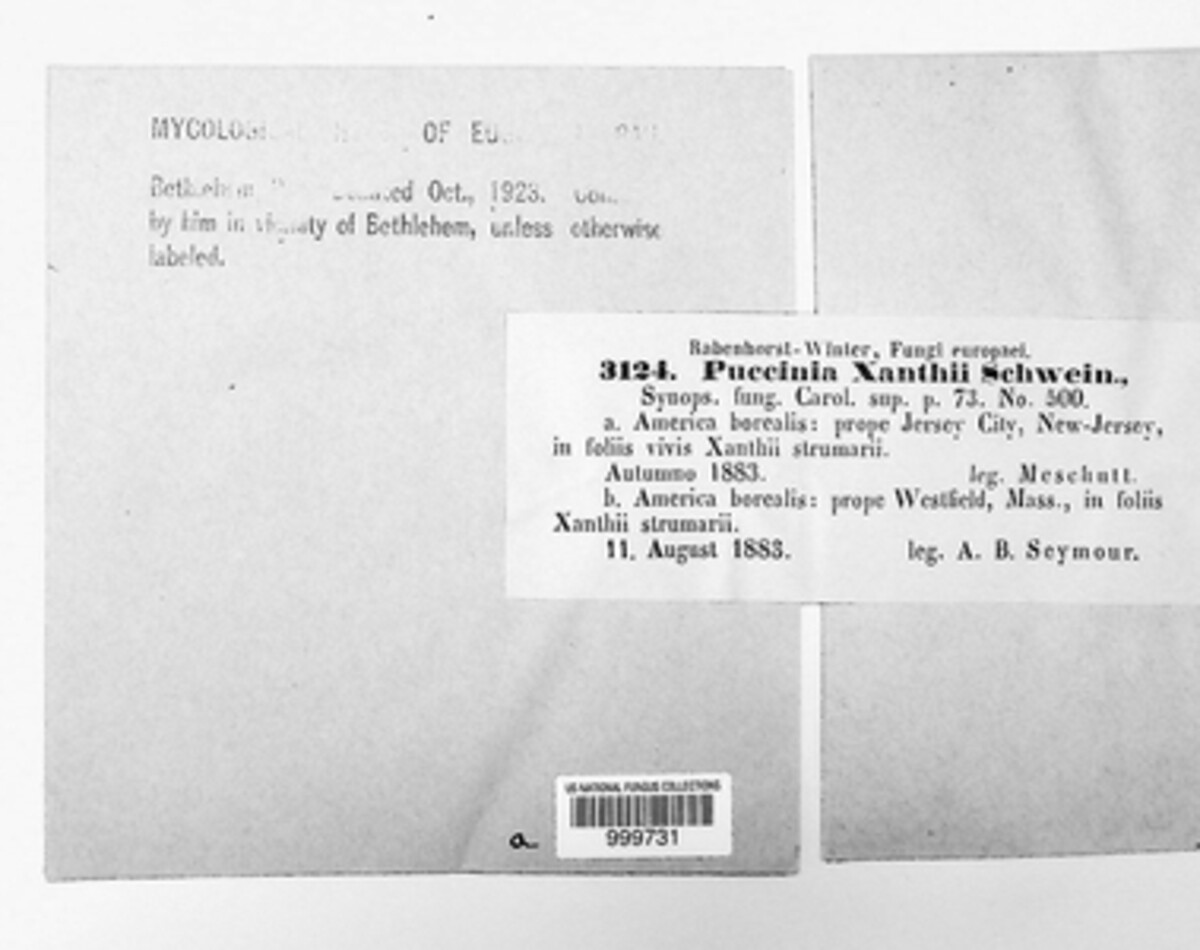 OF
Oct., 1923.
by him in of Bethlehem, unless otherwise
labeled.
Rabenhorst-Winter, Fungi europaei.
3124. Puccinia Xanthii Schwein.,
Synops. fung. Carol. sup. p. 73. No. 500.
a. America borealis: prope Jersey City, New-Jersey,
in foliis vivis Xanthii strumarii.
Autumno 1883. leg. Meschutt.
b. America borealis: prope Westfield, Mass., in foliis
Xanthii strumarii.
11. August 1883. leg. A. B. Seymour.
a
US NATIONAL FUNGUS COLLECTIONS
999731